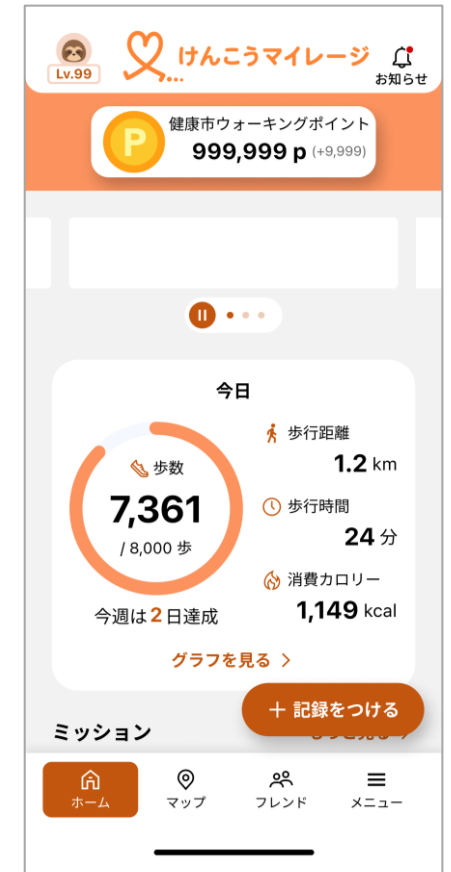 Lv.99
けんこうマイレージ
お知らせ
P
健康市ウォーキングポイント
999,999 p (+9,999)
今日
歩数
7,361
/ 8,000 歩
今週は2日達成
歩行距離
1.2 km
歩行時間
24 分
消費カロリー
1,149 kcal
グラフを見る >
ミッション
+ 記録をつける
ホーム
マップ
フレンド
メニュー